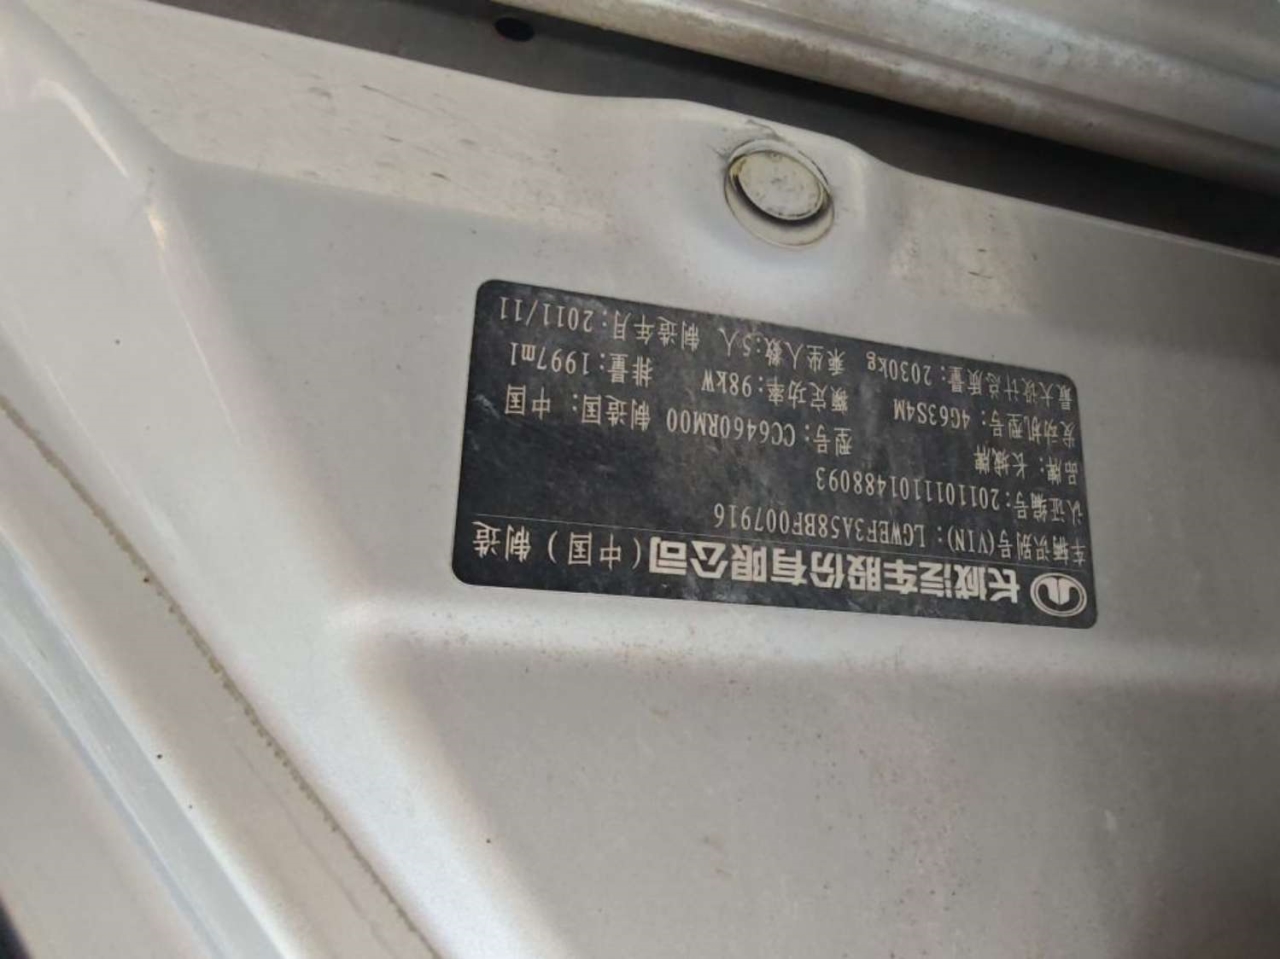 长城汽车股份有限公司(中国)制造
车辆识别号(VIN): LGWEF3A58BF007916
认证编号:2011011101488093
品牌:长城牌 型号:CC6460RM00 制造国:中国
发动机型号:4G63S4M 额定功率:98kW 排量:1997ml
最大设计总质量:2030kg 乘坐人数:5人 制造年月:2011/11